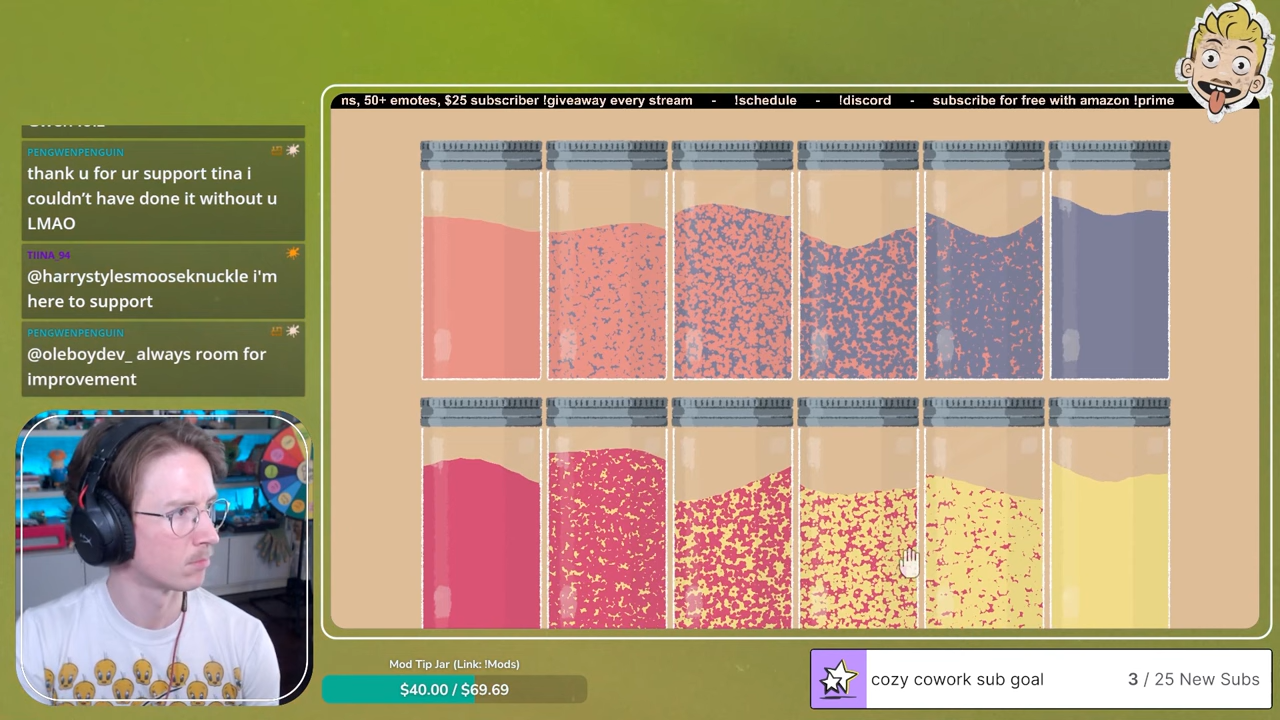 ns, 50+ emotes, $25 subscriber !giveaway every stream - !schedule - !discord - subscribe for free with amazon !prime
PENGWENPENGUIN
thank u for ur support tina i
couldn't have done it without u
LMAO
TIINA_94
@harrystylesmooseknuckle i'm
here to support
PENGWENPENGUIN
@oleboydev_ always room for
improvement
Mod Tip Jar (Link: !Mods)
$40.00 / $69.69
cozy cowork sub goal
3 / 25 New Subs